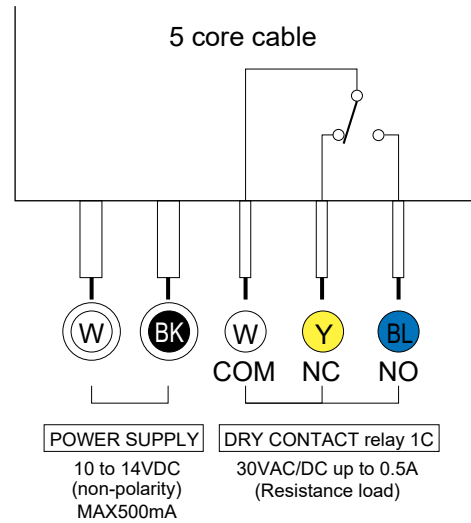 5 core cable
W BK W Y BL
COM NC NO
POWER SUPPLY
10 to 14VDC
(non-polarity)
MAX500mA
DRY CONTACT relay 1C
30VAC/DC up to 0.5A
(Resistance load)